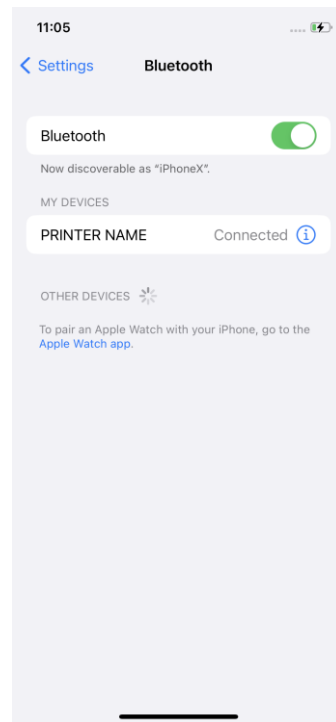 11:05
Settings
Bluetooth
Bluetooth
Now discoverable as “iPhoneX”.
MY DEVICES
PRINTER NAME Connected
OTHER DEVICES
To pair an Apple Watch with your iPhone, go to the
Apple Watch app.